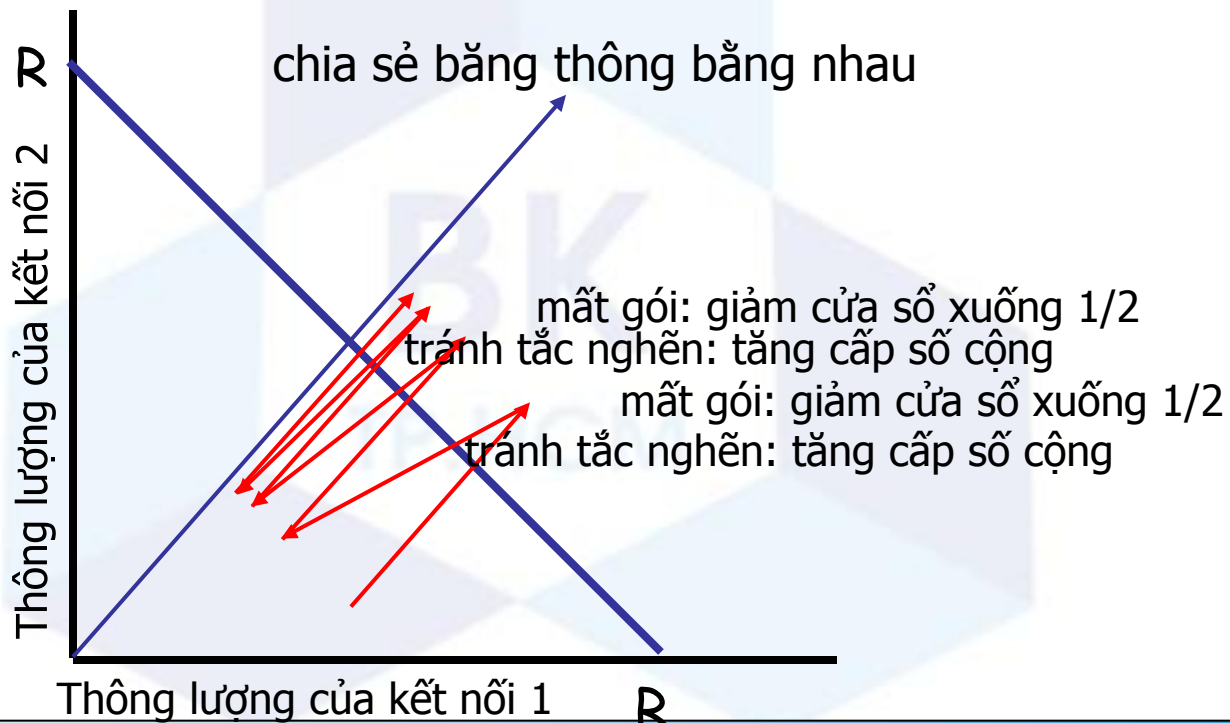 R
chia sẻ băng thông bằng nhau
Thông lượng của kết nối 2
mất gói: giảm cửa sổ xuống 1/2
tránh tắc nghẽn: tăng cấp số cộng
mất gói: giảm cửa sổ xuống 1/2
tránh tắc nghẽn: tăng cấp số cộng
BK
Thông lượng của kết nối 1
R